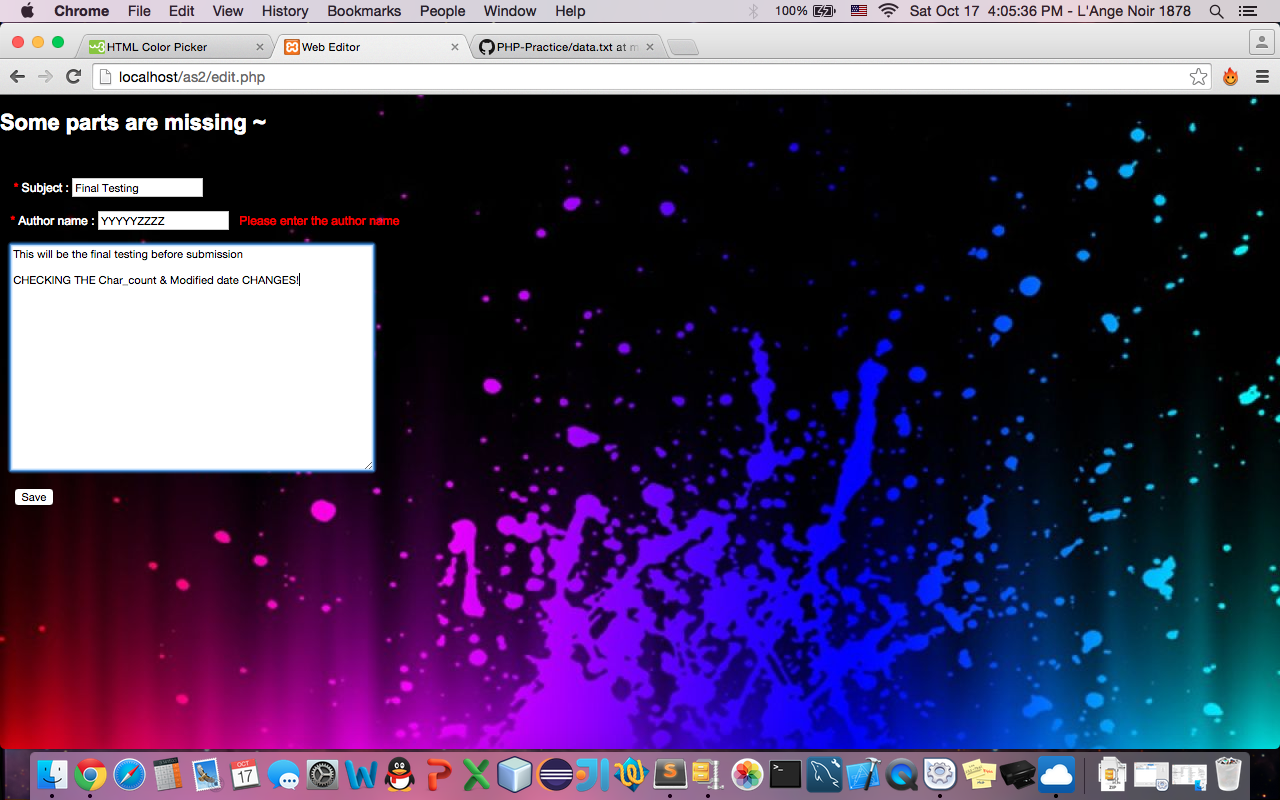 Chrome File Edit View History Bookmarks People Window Help 100% Sat Oct 17 4:05:36 PM - L'Ange Noir 1878
HTML Color Picker Web Editor PHP-Practice/data.txt at m
localhost/as2/edit.php
Some parts are missing ~
* Subject : Final Testing
* Author name : YYYYYZZZZ Please enter the author name
This will be the final testing before submission
CHECKING THE Char_count & Modified date CHANGES!
Save
OCT
17